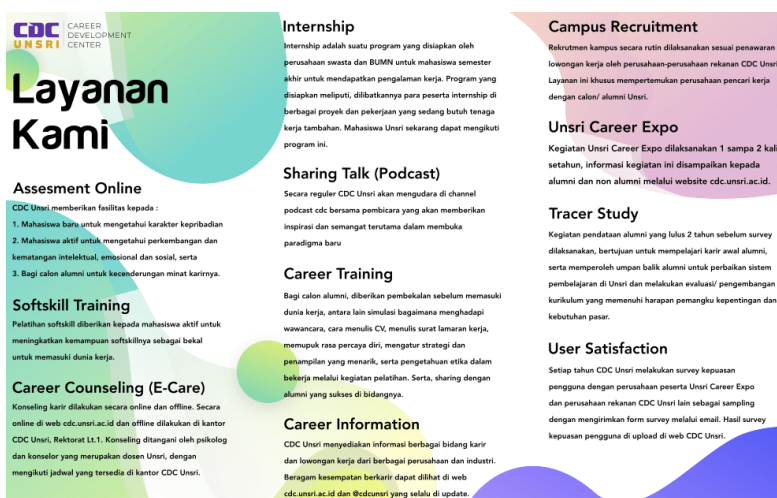 CDC
UNSRI
CAREER
DEVELOPMENT
CENTER
Layanan
Kami
Assesment Online
CDC Unsri memberikan fasilitas kepada :
1. Mahasiswa baru untuk mengetahui karakter kepribadian
2. Mahasiswa aktif untuk mengetahui perkembangan dan
kematangan intelektual, emosional dan sosial, serta
3. Bagi calon alumni untuk kecenderungan minat karirnya.
Softskill Training
Pelatihan softskill diberikan kepada mahasiswa aktif untuk
meningkatkan kemampuan softskillnya sebagai bekal
untuk memasuki dunia kerja.
Career Counseling (E-Care)
Konseling karir dilakukan secara online dan offline. Secara
online di web cdc.unsri.ac.id dan offline dilakukan di kantor
CDC Unsri, Rektorat Lt.1. Konseling ditangani oleh psikolog
dan konselor yang merupakan dosen Unsri, dengan
mengikuti jadwal yang tersedia di kantor CDC Unsri.
Internship
Internship adalah suatu program yang disiapkan oleh
perusahaan swasta dan BUMN untuk mahasiswa semester
akhir untuk mendapatkan pengalaman kerja. Program yang
disiapkan meliputi, dilibatkannya para peserta internship di
berbagai proyek dan pekerjaan yang sedang butuh tenaga
kerja tambahan. Mahasiswa Unsri sekarang dapat mengikuti
program ini.
Sharing Talk (Podcast)
Secara reguler CDC Unsri akan mengudara di channel
podcast cdc bersama pembicara yang akan memberikan
inspirasi dan semangat terutama dalam membuka
paradigma baru
Career Training
Bagi calon alumni, diberikan pembekalan sebelum memasuki
dunia kerja, antara lain simulasi bagaimana menghadapi
wawancara, cara menulis CV, menulis surat lamaran kerja,
memupuk rasa percaya diri, mengatur strategi dan
penampilan yang menarik, serta pengetahuan etika dalam
bekerja melalui kegiatan pelatihan. Serta, sharing dengan
alumni yang sukses di bidangnya.
Career Information
CDC Unsri menyediakan informasi berbagai bidang karir
dan lowongan kerja dari berbagai perusahaan dan industri.
Beragam kesempatan berkarir dapat dilihat di web
cdc.unsri.ac.id dan @cdcunsri yang selalu di update.
Campus Recruitment
Rekrutmen kampus secara rutin dilaksanakan sesuai penawaran
lowongan kerja oleh perusahaan-perusahaan rekanan CDC Unsri
Layanan ini khusus mempertemukan perusahaan pencari kerja
dengan calon/ alumni Unsri.
Unsri Career Expo
Kegiatan Unsri Career Expo dilaksanakan 1 sampa 2 kali
setahun, informasi kegiatan ini disampaikan kepada
alumni dan non alumni melalui website cdc.unsri.ac.id.
Tracer Study
Kegiatan pendataan alumni yang lulus 2 tahun sebelum survey
dilaksanakan, bertujuan untuk mempelajari karir awal alumni,
serta memperoleh umpan balik alumni untuk perbaikan sistem
pembelajaran di Unsri dan melakukan evaluasi/ pengembangan
kurikulum yang memenuhi harapan pemangku kepentingan dan
kebutuhan pasar.
User Satisfaction
Setiap tahun CDC Unsri melakukan survey kepuasan
pengguna dengan perusahaan peserta Unsri Career Expo
dan perusahaan rekanan CDC Unsri lain sebagai sampling
dengan mengirimkan form survey melalui email. Hasil survey
kepuasan pengguna di upload di web CDC Unsri.